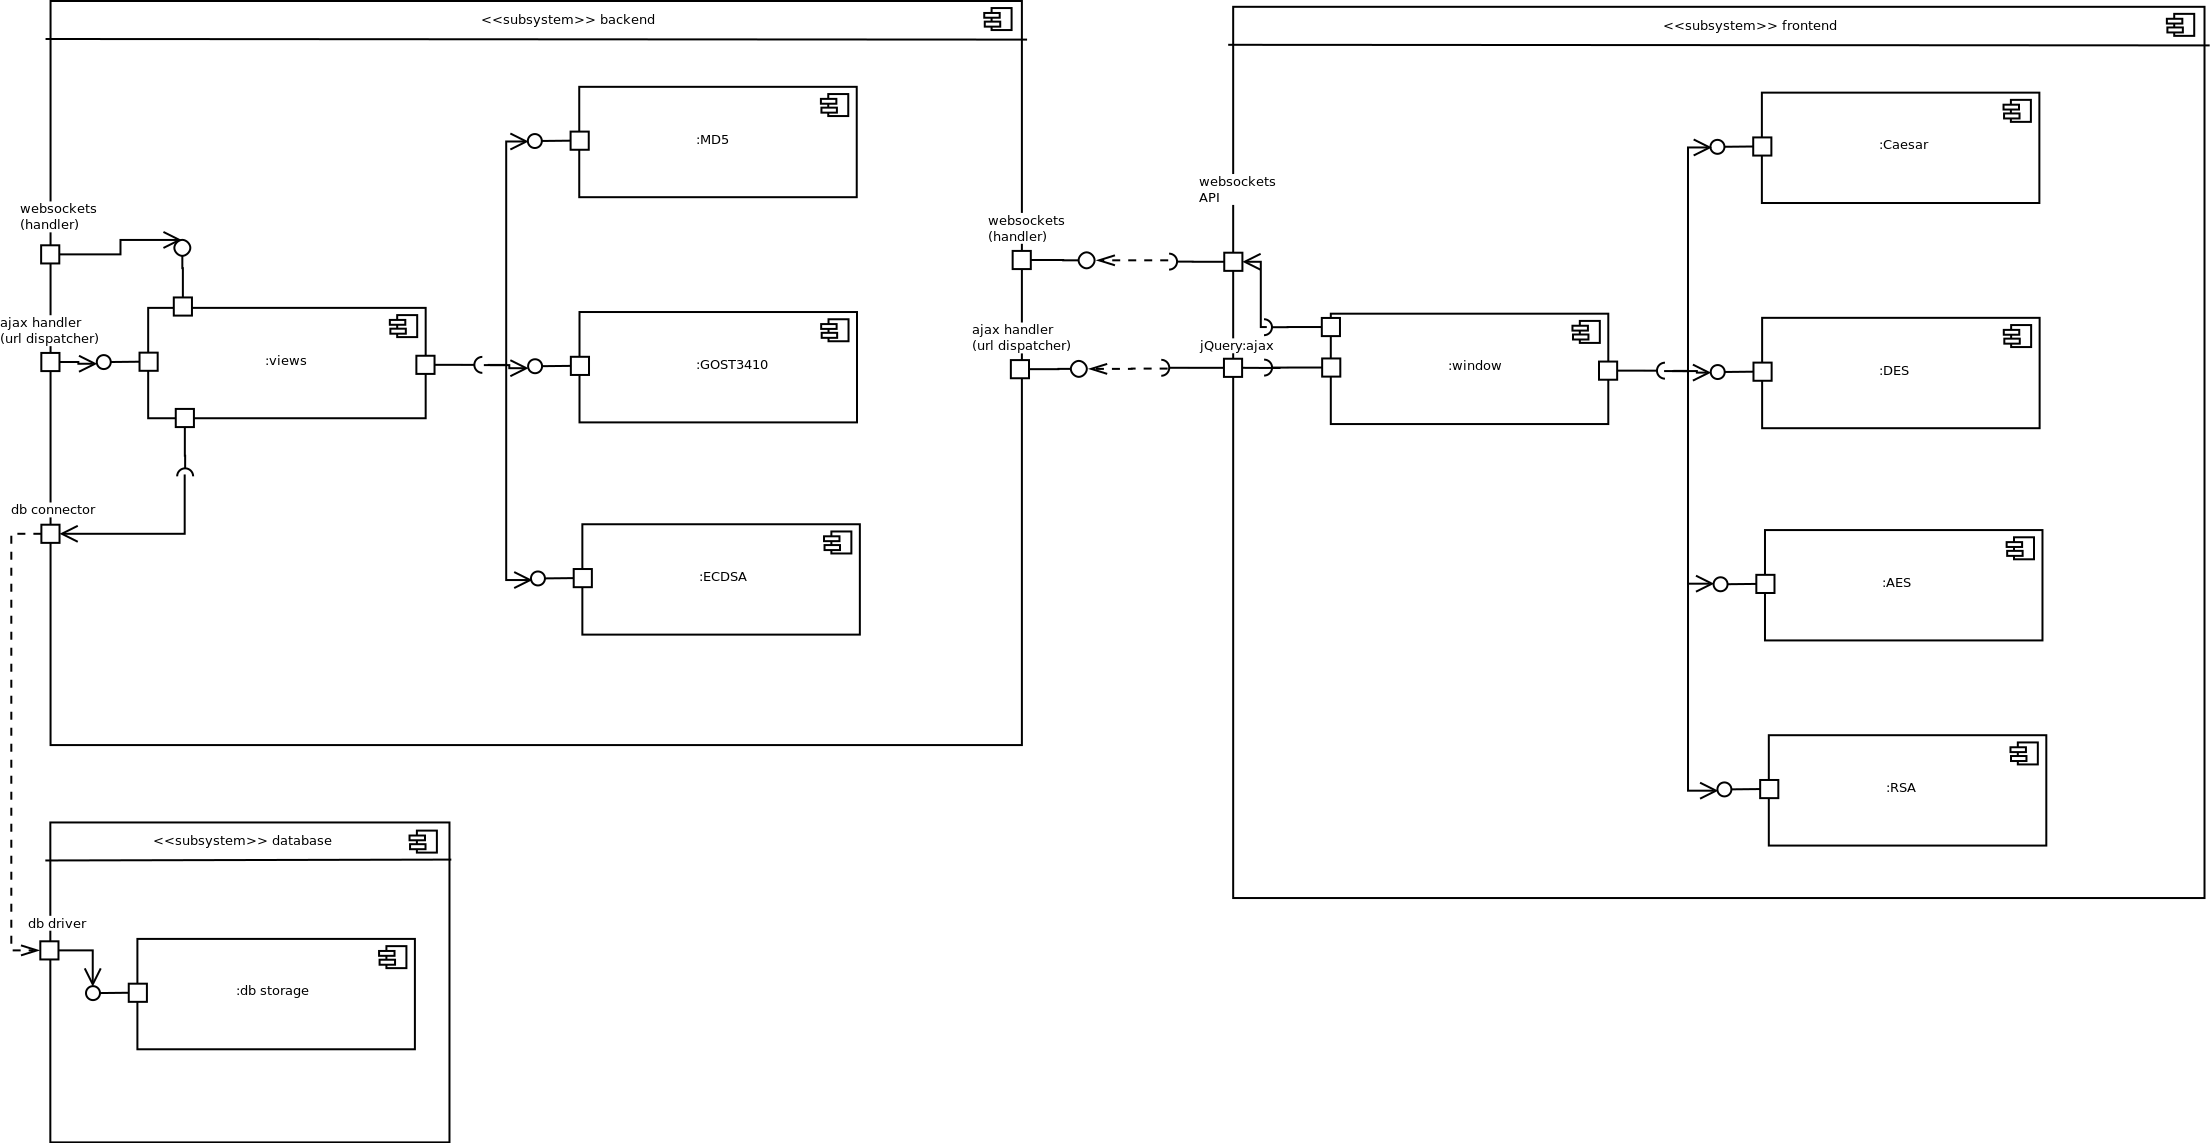 <<subsystem>> backend
<<subsystem>> frontend
:MD5
:Caesar
websockets
API
websockets
(handler)
websockets
(handler)
ajax handler
(url dispatcher)
:views
:GOST3410
ajax handler
(url dispatcher)
jQuery:ajax
:window
:DES
db connector
:ECDSA
:AES
:RSA
<<subsystem>> database
db driver
:db storage